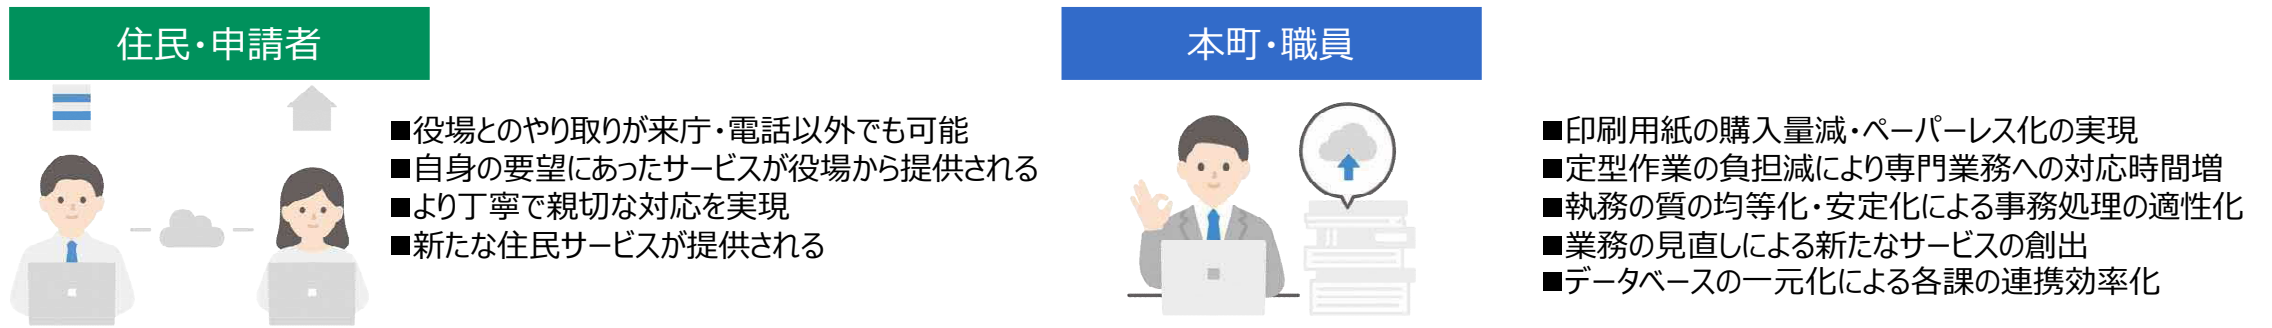 住民・申請者
■役場とのやり取りが来庁・電話以外でも可能
■自身の要望にあったサービスが役場から提供される
■より丁寧で親切な対応を実現
■新たな住民サービスが提供される
本町・職員
■印刷用紙の購入量減・ペーパーレス化の実現
■定型作業の負担減により専門業務への対応時間増
■執務の質の均等化・安定化による事務処理の適性化
■業務の見直しによる新たなサービスの創出
■データベースの一元化による各課の連携効率化